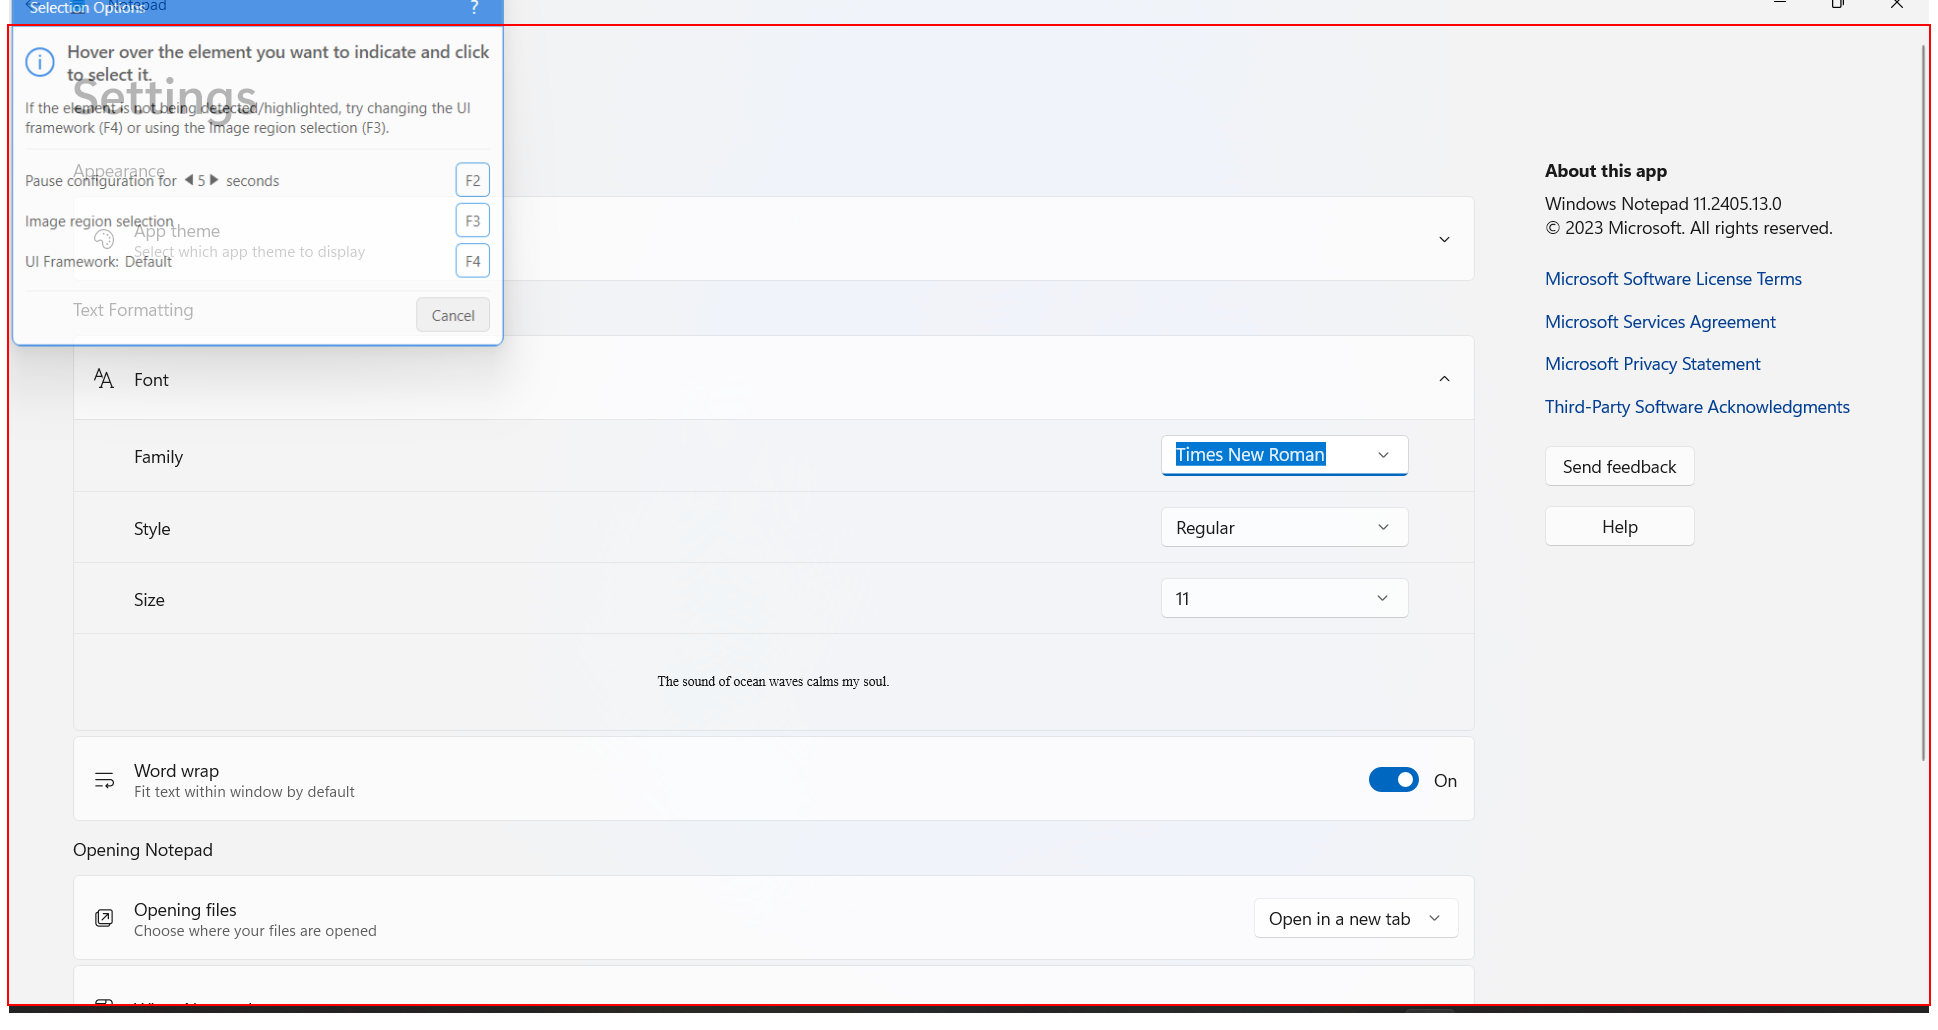 Notepad
Selection Options
?
Hover over the element you want to indicate and click
to select it.
Settings
If the element is not being detected/highlighted, try changing the UI
framework (F4) or using the Image region selection (F3).
Appearance
Pause configuration for 5 seconds
F2
Image region selection
F3
App theme
Select which app theme to display
UI Framework: Default
F4
Text Formatting
Cancel
Font
Family
Times New Roman
Style
Regular
Size
11
The sound of ocean waves calms my soul.
Word wrap
Fit text within window by default
On
Opening Notepad
Opening files
Choose where your files are opened
Open in a new tab
About this app
Windows Notepad 11.2405.13.0
© 2023 Microsoft. All rights reserved.
Microsoft Software License Terms
Microsoft Services Agreement
Microsoft Privacy Statement
Third-Party Software Acknowledgments
Send feedback
Help